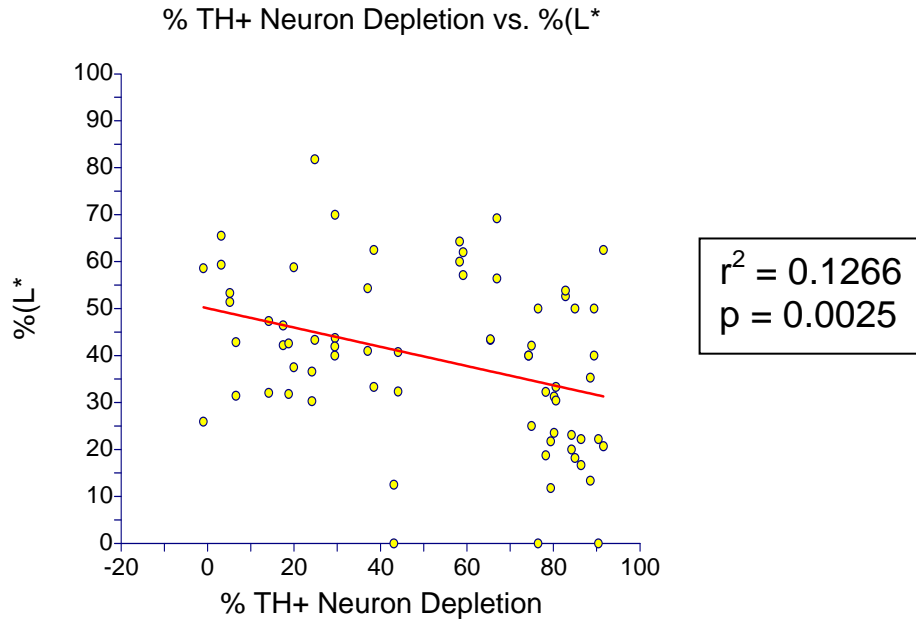 % TH+ Neuron Depletion vs. %(L*
%(L*
100
90
80
70
60
50
40
30
20
10
0
-20 0 20 40 60 80 100
% TH+ Neuron Depletion
r² = 0.1266
p = 0.0025